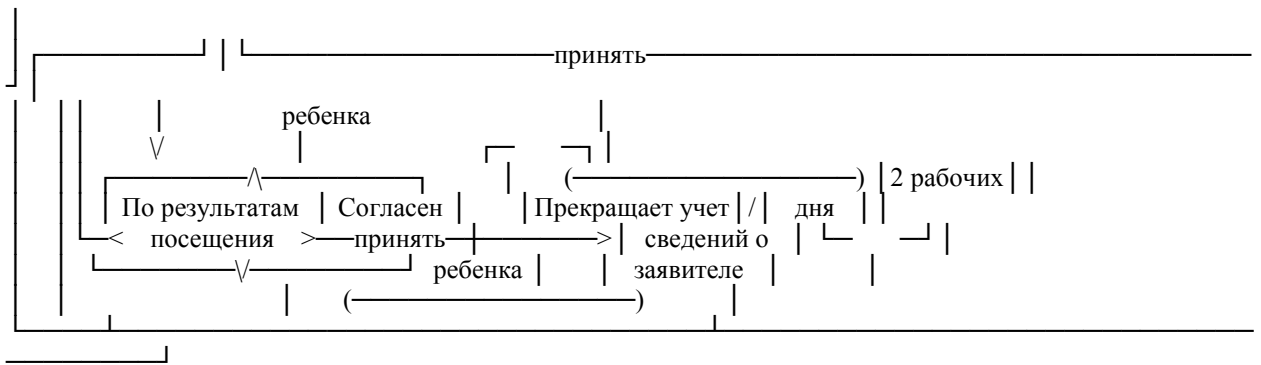 принять
ребенка
2 рабочих
По результатам Согласен Прекращает учет / дня
посещения принять сведений о
ребенка заявителе